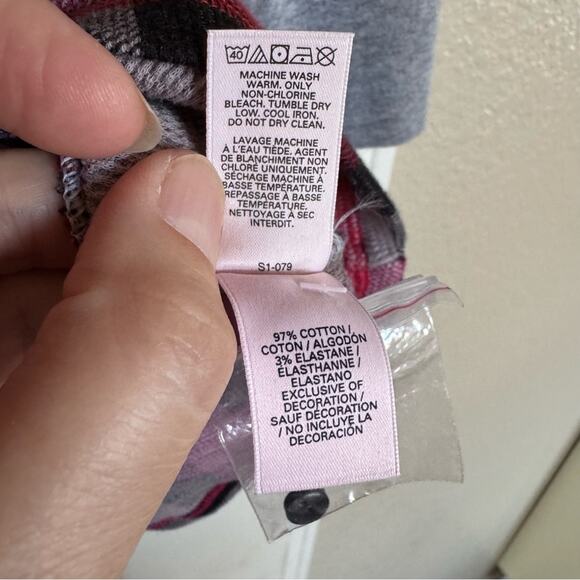 40
MACHINE WASH
WARM. ONLY
NON-CHLORINE
BLEACH. TUMBLE DRY
LOW. COOL IRON.
DO NOT DRY CLEAN.
LAVAGE MACHINE
À L'EAU TIÈDE. AGENT
DE BLANCHIMENT NON
CHLORÉ UNIQUEMENT.
SÉCHAGE MACHINE À
BASSE TEMPÉRATURE.
REPASSAGE À BASSE
TEMPÉRATURE.
NETTOYAGE À SEC
INTERDIT.
S1-079
97% COTTON /
COTON / ALGODÓN
3% ELASTANE /
ÉLASTHANNE /
ELASTANO
EXCLUSIVE OF
DECORATION /
SAUF DÉCORATION
/ NO INCLUYE LA
DECORACIÓN